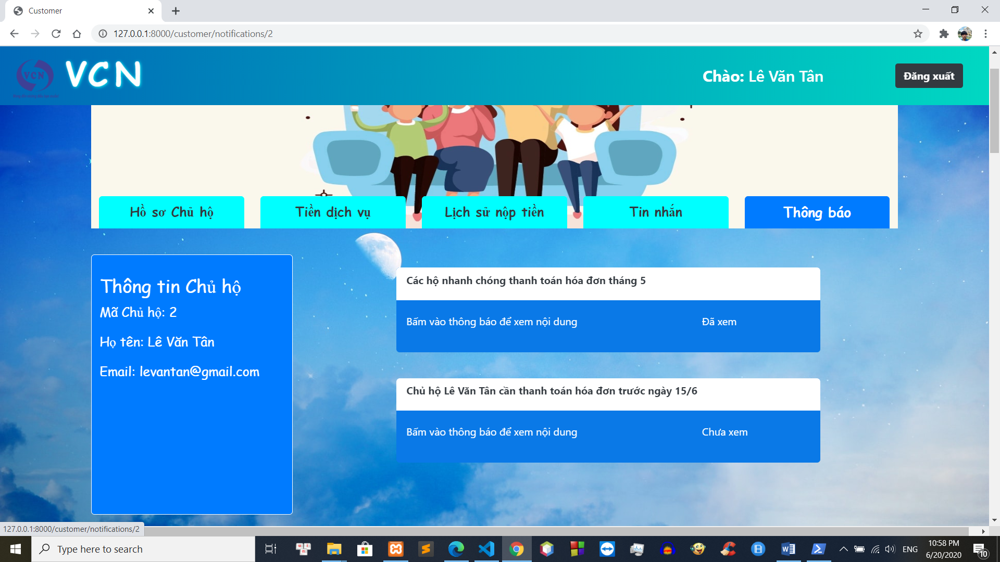 Customer
127.0.0.1:8000/customer/notifications/2
VCN
VCN
Chào: Lê Văn Tân
Đăng xuất
Hồ sơ Chủ hộ
Tiền dịch vụ
Lịch sử nộp tiền
Tin nhắn
Thông báo
Thông tin Chủ hộ
Mã Chủ hộ: 2
Họ tên: Lê Văn Tân
Email: levantan@gmail.com
Các hộ nhanh chóng thanh toán hóa đơn tháng 5
Bấm vào thông báo để xem nội dung
Đã xem
Chủ hộ Lê Văn Tân cần thanh toán hóa đơn trước ngày 15/6
Bấm vào thông báo để xem nội dung
Chưa xem
127.0.0.1:8000/customer/notifications/2
Type here to search
ENG
10:58 PM
6/20/2020
10